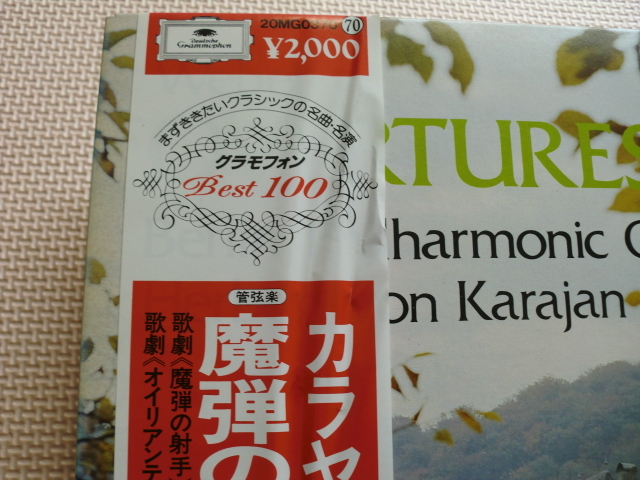 Deutsche
Grammophon
20MG0370 70
¥2,000
まずききたいクラシックの名曲・名演
グラモフォン
Best 100
管弦楽
カラヤ
魔弾の
歌劇《魔弾の射手
歌劇《オイリアンテ
RTURES
lharmonic
on Karajan